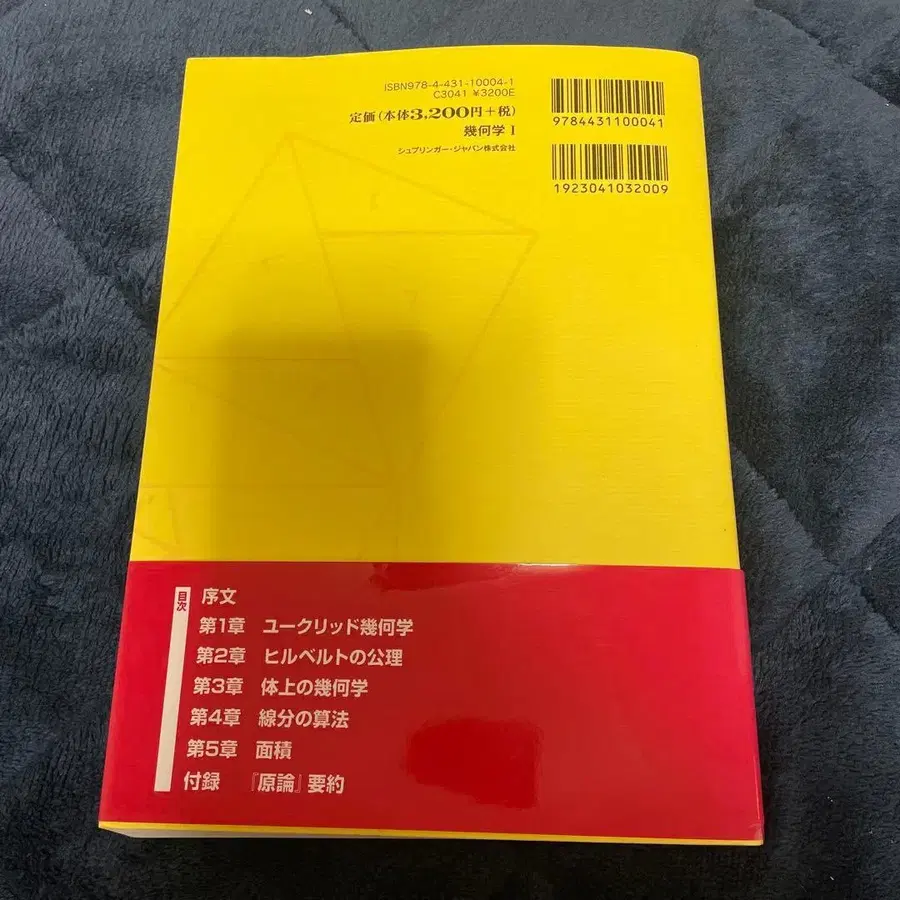 ISBN978-4-431-10004-1
C3041 ¥3200E
定価(本体3,200円+税)
幾何学 I
シュプリンガー・ジャパン株式会社
9784431100041
1923041032009
目次
序文
第1章 ユークリッド幾何学
第2章 ヒルベルトの公理
第3章 体上の幾何学
第4章 線分の算法
第5章 面積
付録 『原論』要約